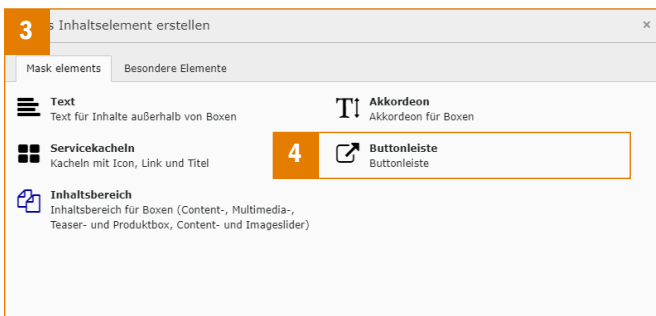 3
s Inhaltselement erstellen
×
Mask elements
Besondere Elemente
Text
Text für Inhalte außerhalb von Boxen
Akkordeon
Akkordeon für Boxen
Servicekacheln
Kacheln mit Icon, Link und Titel
4
Buttonleiste
Buttonleiste
Inhaltsbereich
Inhaltsbereich für Boxen (Content-, Multimedia-,
Teaser- und Produktbox, Content- und Imageslider)